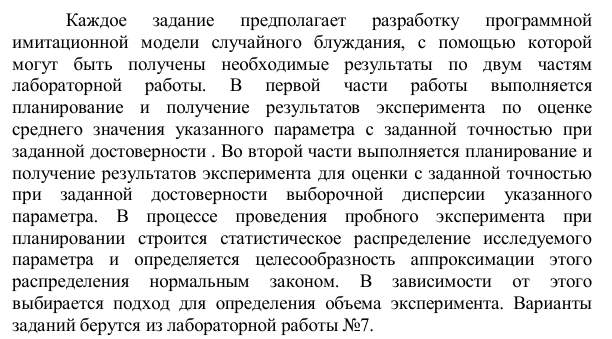 Каждое задание предполагает разработку программной
имитационной модели случайного блуждания, с помощью которой
могут быть получены необходимые результаты по двум частям
лабораторной работы. В первой части работы выполняется
планирование и получение результатов эксперимента по оценке
среднего значения указанного параметра с заданной точностью при
заданной достоверности . Во второй части выполняется планирование и
получение результатов эксперимента для оценки с заданной точностью
при заданной достоверности выборочной дисперсии указанного
параметра. В процессе проведения пробного эксперимента при
планировании строится статистическое распределение исследуемого
параметра и определяется целесообразность аппроксимации этого
распределения нормальным законом. В зависимости от этого
выбирается подход для определения объема эксперимента. Варианты
заданий берутся из лабораторной работы №7.